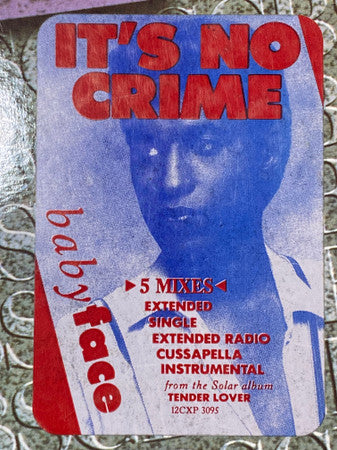 IT'S NO
CRIME
babyface
▶5 MIXES◀
EXTENDED
SINGLE
EXTENDED RADIO
CUSSAPELLA
INSTRUMENTAL
from the Solar album
TENDER LOVER
12CXP 3095